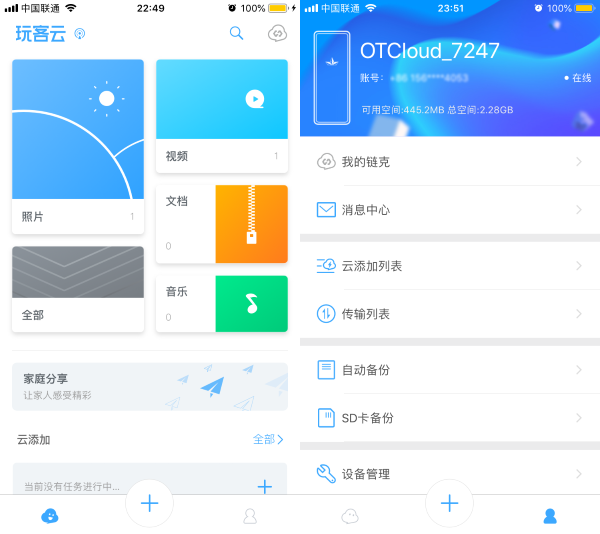 中国联通 22:49 100%
玩客云
照片 1
视频 1
文档
0
全部
音乐
0
家庭分享
让家人感受精彩
云添加 全部
当前没有任务进行中...
中国联通 23:51 100%
OTCloud_7247
账号: +86 156****4053 在线
可用空间:445.2MB 总空间:2.28GB
我的链克
消息中心
云添加列表
传输列表
自动备份
SD卡备份
设备管理